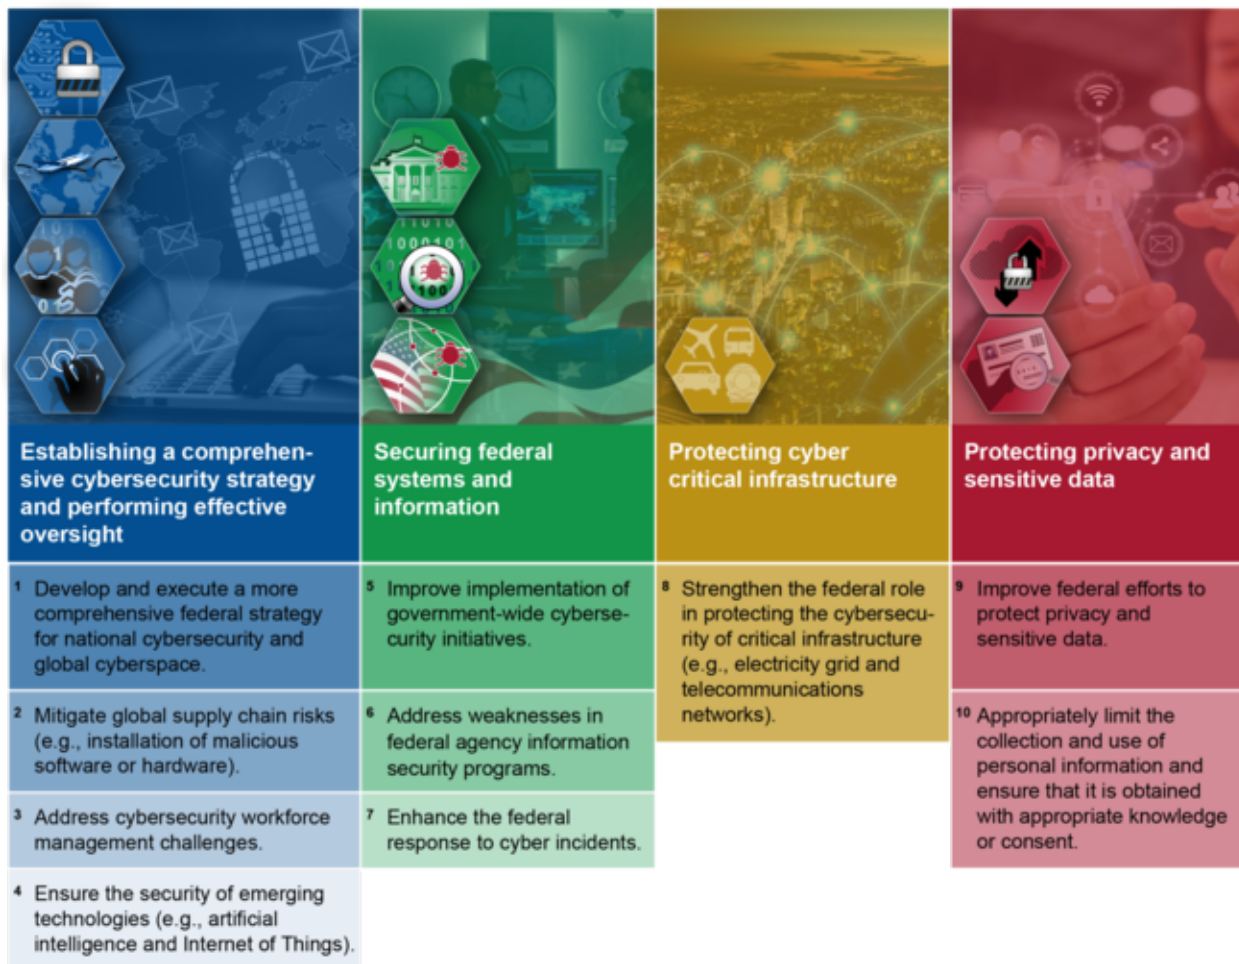 Establishing a comprehen-
sive cybersecurity strategy
and performing effective
oversight
1 Develop and execute a more
comprehensive federal strategy
for national cybersecurity and
global cyberspace.
2 Mitigate global supply chain risks
(e.g., installation of malicious
software or hardware).
3 Address cybersecurity workforce
management challenges.
4 Ensure the security of emerging
technologies (e.g., artificial
intelligence and Internet of Things).
11010
1000101
100
Securing federal
systems and
information
5 Improve implementation of
government-wide cyberse-
curity initiatives.
6 Address weaknesses in
federal agency information
security programs.
7 Enhance the federal
response to cyber incidents.
Protecting cyber
critical infrastructure
8 Strengthen the federal role
in protecting the cybersecu-
rity of critical infrastructure
(e.g., electricity grid and
telecommunications
networks).
Protecting privacy and
sensitive data
9 Improve federal efforts to
protect privacy and
sensitive data.
10 Appropriately limit the
collection and use of
personal information and
ensure that it is obtained
with appropriate knowledge
or consent.